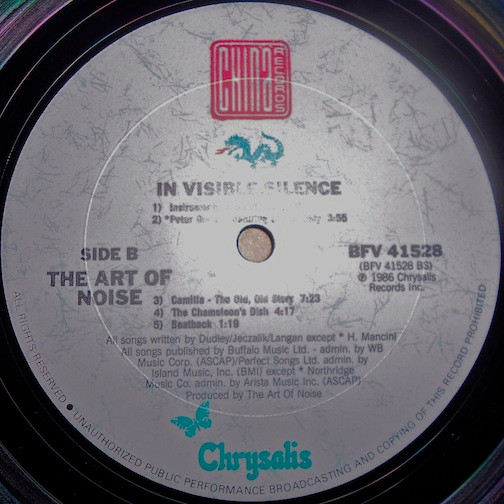 CHINA
RECORDS
IN VISIBLE SILENCE
1)
2) *Peter 3:55
SIDE B
BFV 41528
(BFV 41528 BS)
THE ART OF
NOISE
℗ 1986 Chrysalis
Records Inc.
3) Camilla - The Old, Old Story 7:23
4) The Chameleon's Dish 4:17
5) Beatback 1:19
All songs written by Dudley/Jeczalik/Langan except * H. Mancini
All songs published by Buffalo Music Ltd. - admin. by WB
Music Corp. (ASCAP)/Perfect Songs Ltd. admin. by
Island Music, Inc. (BMI) except * Northridge
Music Co. admin. by Arista Music Inc. (ASCAP)
Produced by The Art Of Noise
Chrysalis
ALL RIGHTS RESERVED ● UNAUTHORIZED PUBLIC PERFORMANCE BROADCASTING AND COPYING OF THIS RECORD PROHIBITED